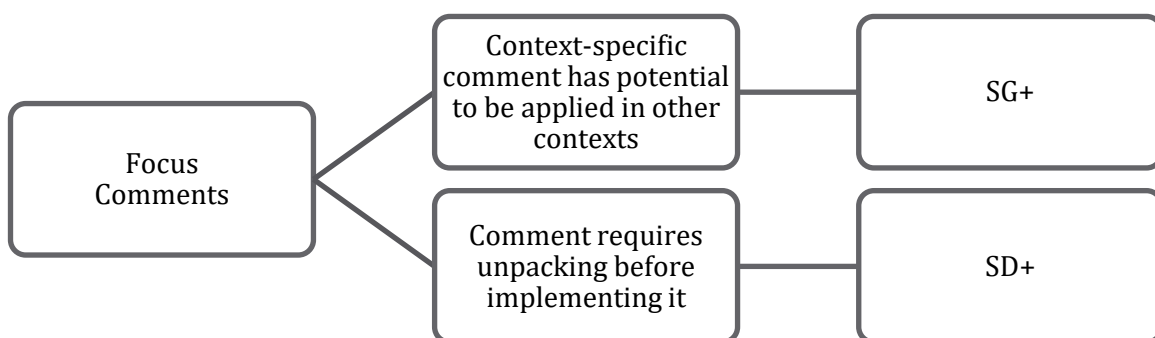 Focus
Comments
Context-specific
comment has potential
to be applied in other
contexts
SG+
Comment requires
unpacking before
implementing it
SD+